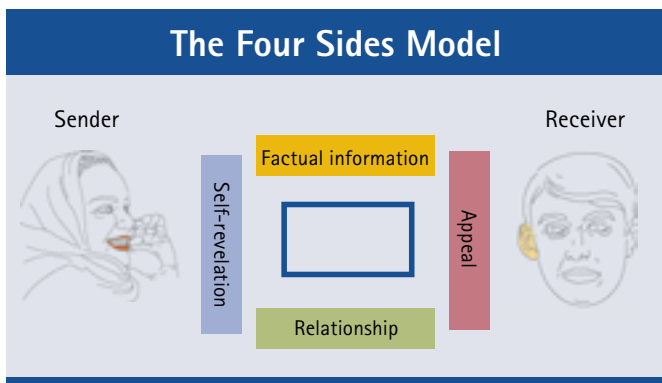 The Four Sides Model
Sender
Receiver
Factual information
Self-revelation
Appeal
Relationship